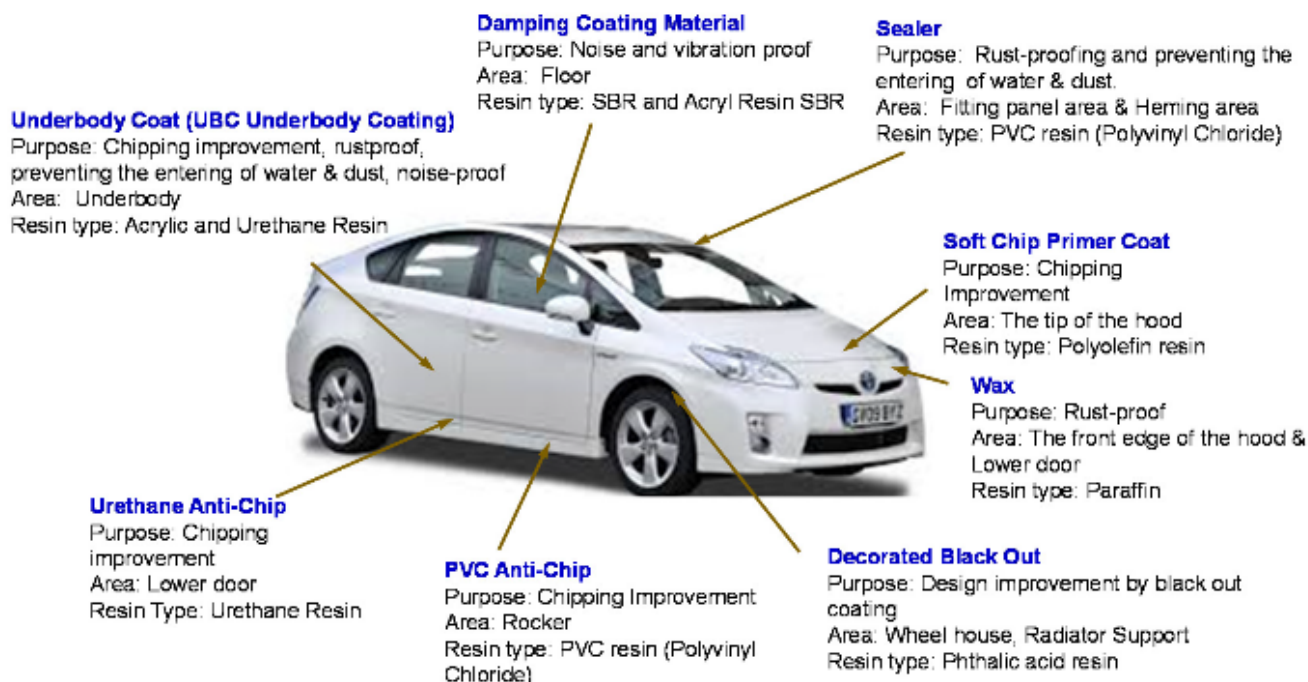 Damping Coating Material
Purpose: Noise and vibration proof
Area: Floor
Resin type: SBR and Acryl Resin SBR
Sealer
Purpose: Rust-proofing and preventing the
entering of water & dust.
Area: Fitting panel area & Heming area
Resin type: PVC resin (Polyvinyl Chloride)
Underbody Coat (UBC Underbody Coating)
Purpose: Chipping improvement, rustproof,
preventing the entering of water & dust, noise-proof
Area: Underbody
Resin type: Acrylic and Urethane Resin
Soft Chip Primer Coat
Purpose: Chipping
Improvement
Area: The tip of the hood
Resin type: Polyolefin resin
Wax
Purpose: Rust-proof
Area: The front edge of the hood &
Lower door
Resin type: Paraffin
Urethane Anti-Chip
Purpose: Chipping
improvement
Area: Lower door
Resin Type: Urethane Resin
PVC Anti-Chip
Purpose: Chipping Improvement
Area: Rocker
Resin type: PVC resin (Polyvinyl
Chloride)
Decorated Black Out
Purpose: Design improvement by black out
coating
Area: Wheel house, Radiator Support
Resin type: Phthalic acid resin